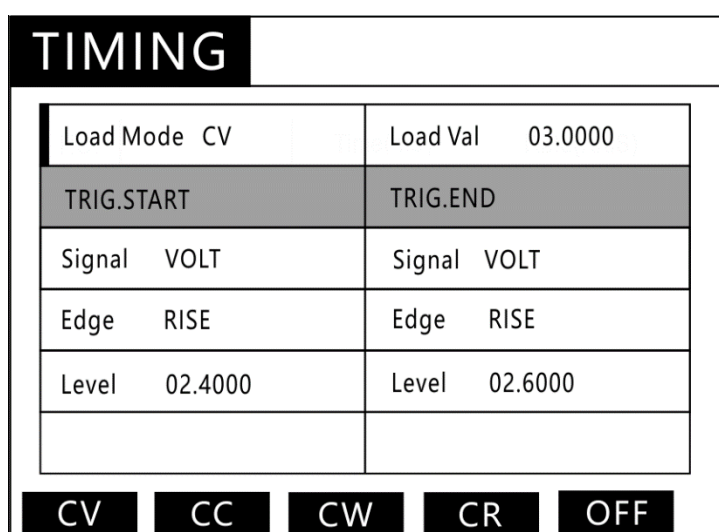 TIMING
Load Mode CV Load Val 03.0000
TRIG.START TRIG.END
Signal VOLT Signal VOLT
Edge RISE Edge RISE
Level 02.4000 Level 02.6000
CV CC CW CR OFF